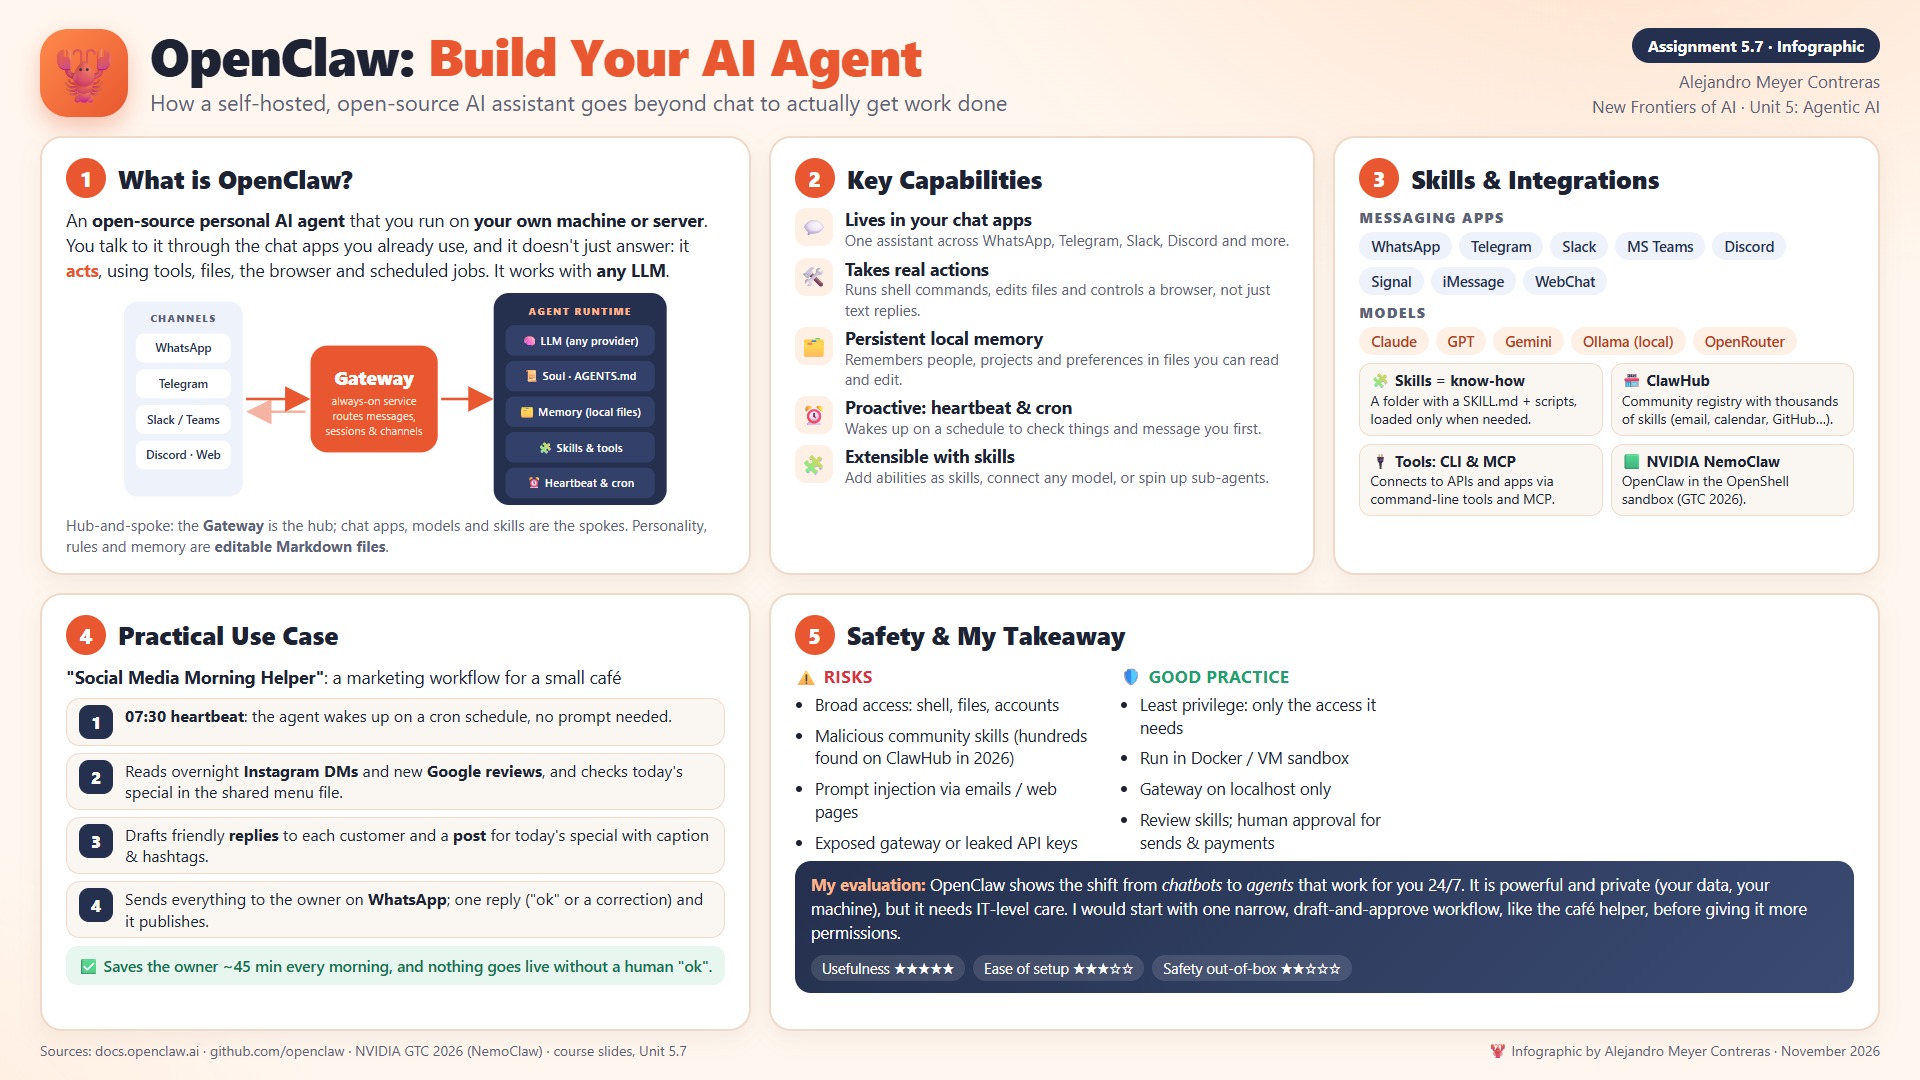 OpenClaw: Build Your AI Agent
How a self-hosted, open-source AI assistant goes beyond chat to actually get work done
Assignment 5.7 · Infographic
Alejandro Meyer Contreras
New Frontiers of AI · Unit 5: Agentic AI
1 What is OpenClaw?
An open-source personal AI agent that you run on your own machine or server.
You talk to it through the chat apps you already use, and it doesn't just answer: it
acts, using tools, files, the browser and scheduled jobs. It works with any LLM.
CHANNELS
WhatsApp
Telegram
Slack / Teams
Discord · Web
Gateway
always-on service
routes messages,
sessions & channels
AGENT RUNTIME
LLM (any provider)
Soul · AGENTS.md
Memory (local files)
Skills & tools
Heartbeat & cron
Hub-and-spoke: the Gateway is the hub; chat apps, models and skills are the spokes. Personality,
rules and memory are editable Markdown files.
2 Key Capabilities
Lives in your chat apps
One assistant across WhatsApp, Telegram, Slack, Discord and more.
Takes real actions
Runs shell commands, edits files and controls a browser, not just
text replies.
Persistent local memory
Remembers people, projects and preferences in files you can read
and edit.
Proactive: heartbeat & cron
Wakes up on a schedule to check things and message you first.
Extensible with skills
Add abilities as skills, connect any model, or spin up sub-agents.
3 Skills & Integrations
MESSAGING APPS
WhatsApp Telegram Slack MS Teams Discord
Signal iMessage WebChat
MODELS
Claude GPT Gemini Ollama (local) OpenRouter
Skills = know-how
A folder with a SKILL.md + scripts,
loaded only when needed.
ClawHub
Community registry with thousands
of skills (email, calendar, GitHub...).
Tools: CLI & MCP
Connects to APIs and apps via
command-line tools and MCP.
NVIDIA NemoClaw
OpenClaw in the OpenShell
sandbox (GTC 2026).
4 Practical Use Case
"Social Media Morning Helper": a marketing workflow for a small café
1 07:30 heartbeat: the agent wakes up on a cron schedule, no prompt needed.
2 Reads overnight Instagram DMs and new Google reviews, and checks today's
special in the shared menu file.
3 Drafts friendly replies to each customer and a post for today's special with caption
& hashtags.
4 Sends everything to the owner on WhatsApp; one reply ("ok" or a correction) and
it publishes.
✅ Saves the owner ~45 min every morning, and nothing goes live without a human "ok".
5 Safety & My Takeaway
⚠ RISKS
• Broad access: shell, files, accounts
• Malicious community skills (hundreds
found on ClawHub in 2026)
• Prompt injection via emails / web
pages
• Exposed gateway or leaked API keys
GOOD PRACTICE
• Least privilege: only the access it
needs
• Run in Docker / VM sandbox
• Gateway on localhost only
• Review skills; human approval for
sends & payments
My evaluation: OpenClaw shows the shift from chatbots to agents that work for you 24/7. It is powerful and private (your data, your
machine), but it needs IT-level care. I would start with one narrow, draft-and-approve workflow, like the café helper, before giving it more
permissions.
Usefulness ★★★★★ Ease of setup ★★★☆☆ Safety out-of-box ★★☆☆☆
Sources: docs.openclaw.ai · github.com/openclaw · NVIDIA GTC 2026 (NemoClaw) · course slides, Unit 5.7
Infographic by Alejandro Meyer Contreras · November 2026